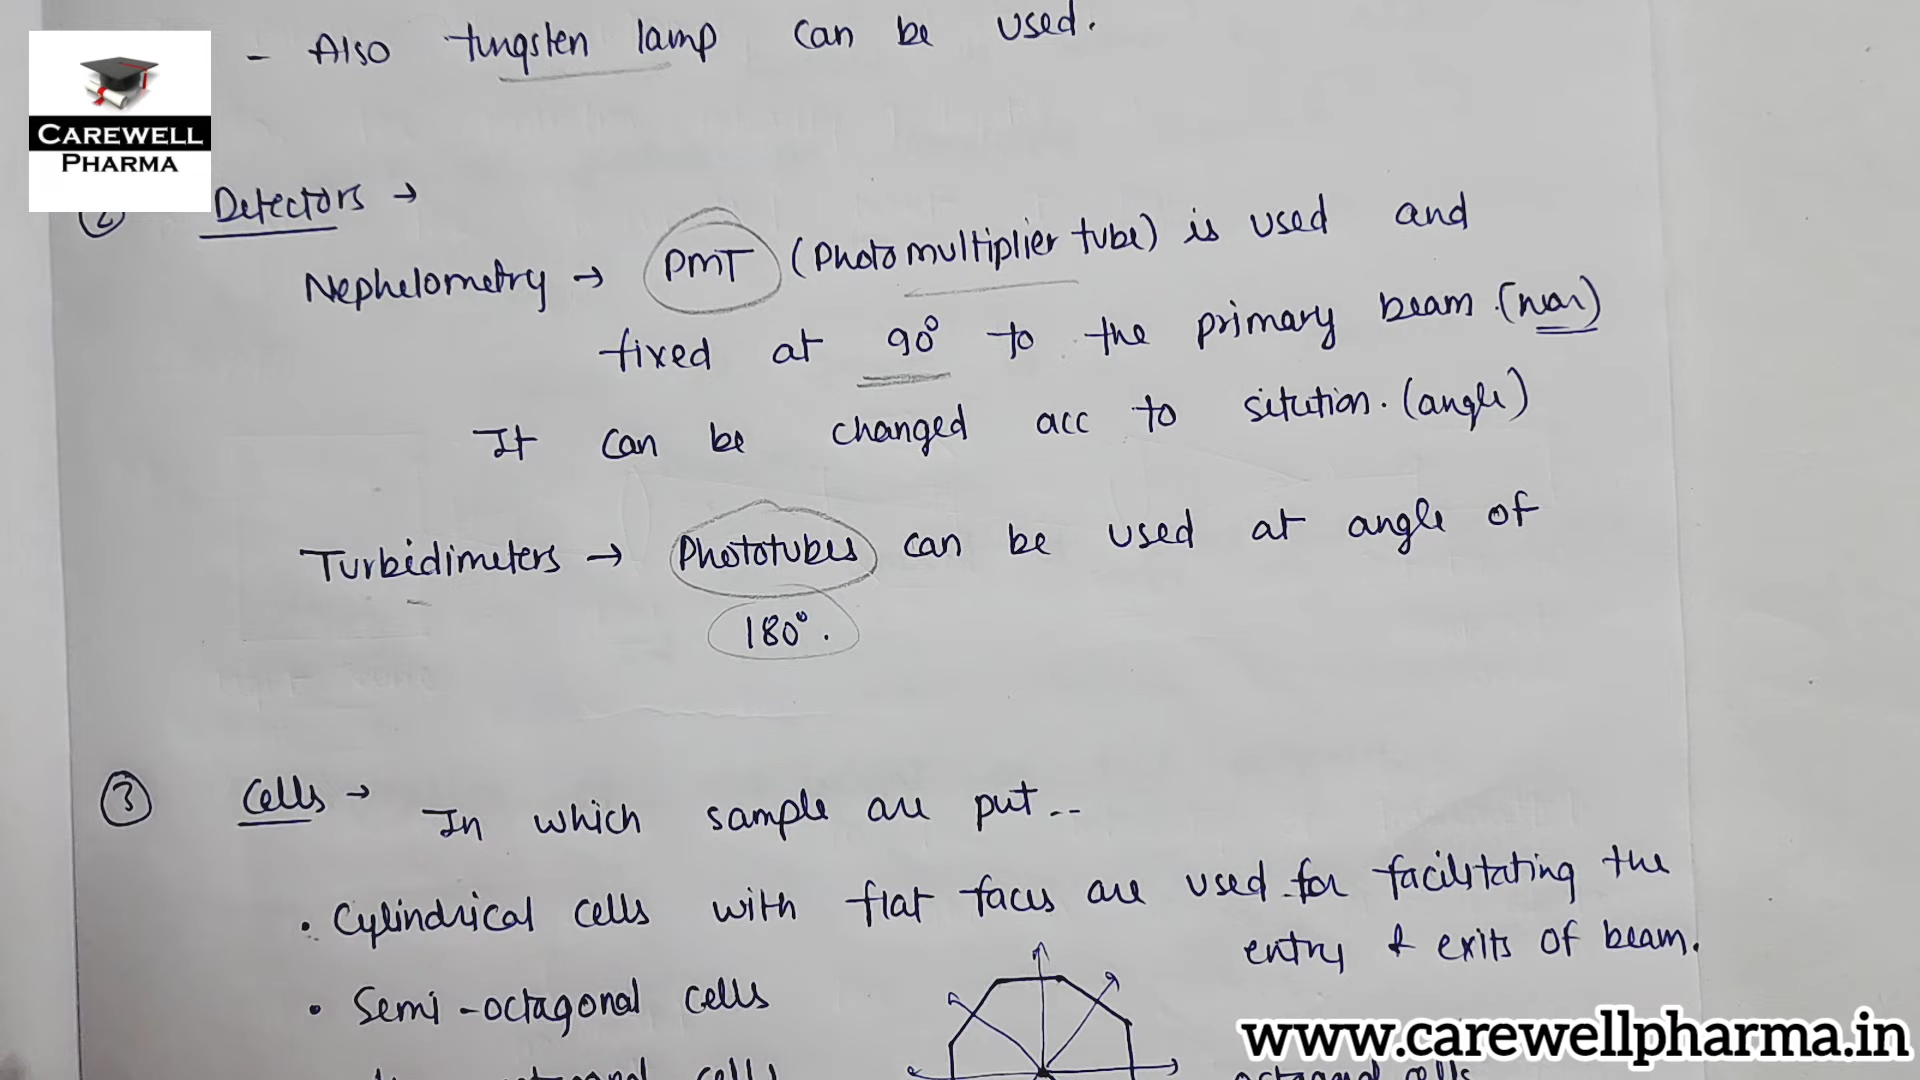 - Also tungsten lamp can be used.
CAREWELL
PHARMA
2 Detectors →
Nephelometry → PMT (Photomultiplier tube) is used and
fixed at 90° to the primary beam. (near)
It can be changed acc to sitution. (angle)
Turbidimeters → Phototubes can be used at angle of
180°.
3 Cells → In which sample are put..
• Cylindrical cells with flat faces are used for facilitating the
entry & exits of beam.
• Semi-octagonal cells
cells
www.carewellpharma.in